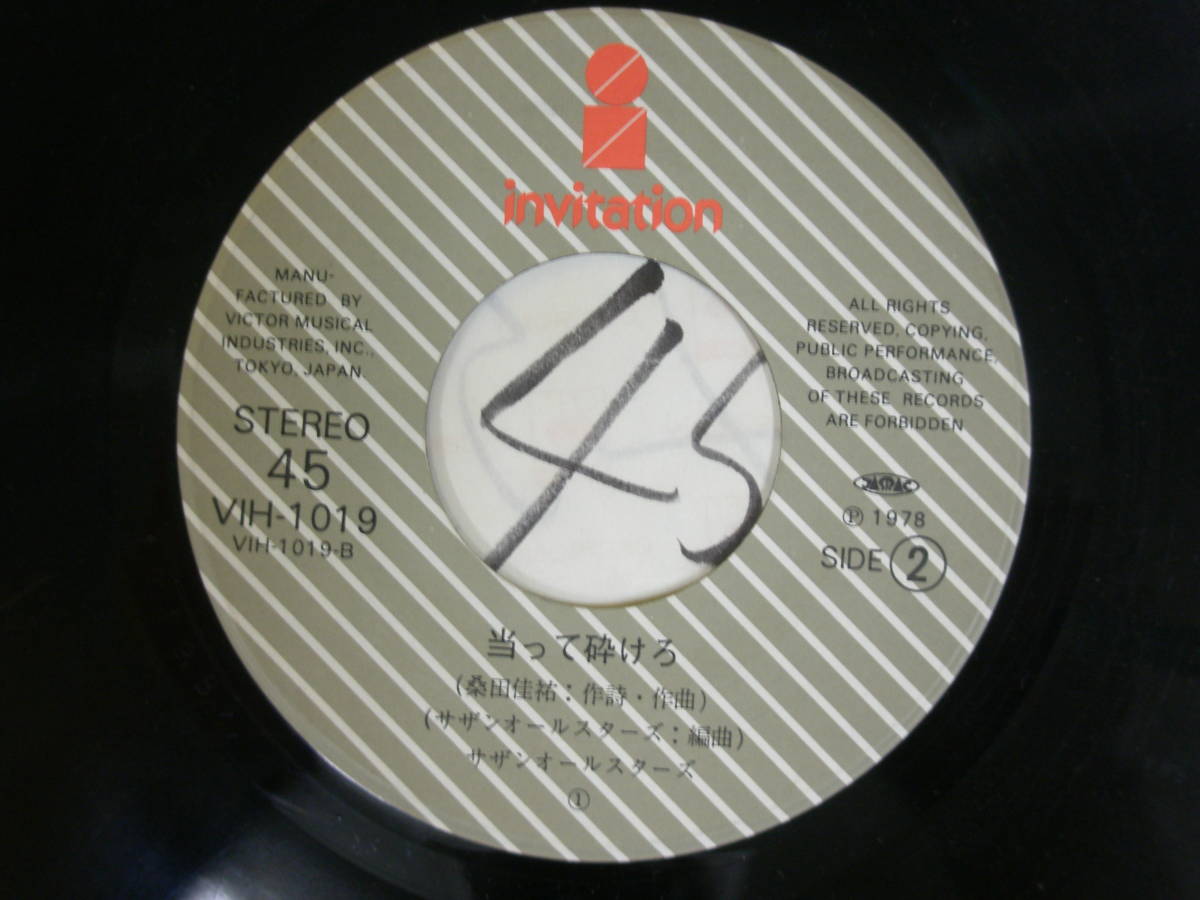 invitation
MANU-
FACTURED BY
VICTOR MUSICAL
INDUSTRIES, INC.,
TOKYO, JAPAN.
STEREO
45
VIH-1019
VIH-1019-B
45
ALL RIGHTS
RESERVED. COPYING,
PUBLIC PERFORMANCE,
BROADCASTING
OF THESE RECORDS
ARE FORBIDDEN
JASRAC
Ⓟ 1978
SIDE ②
当って砕けろ
(桑田佳祐:作詩・作曲)
(サザンオールスターズ:編曲)
サザンオールスターズ
①